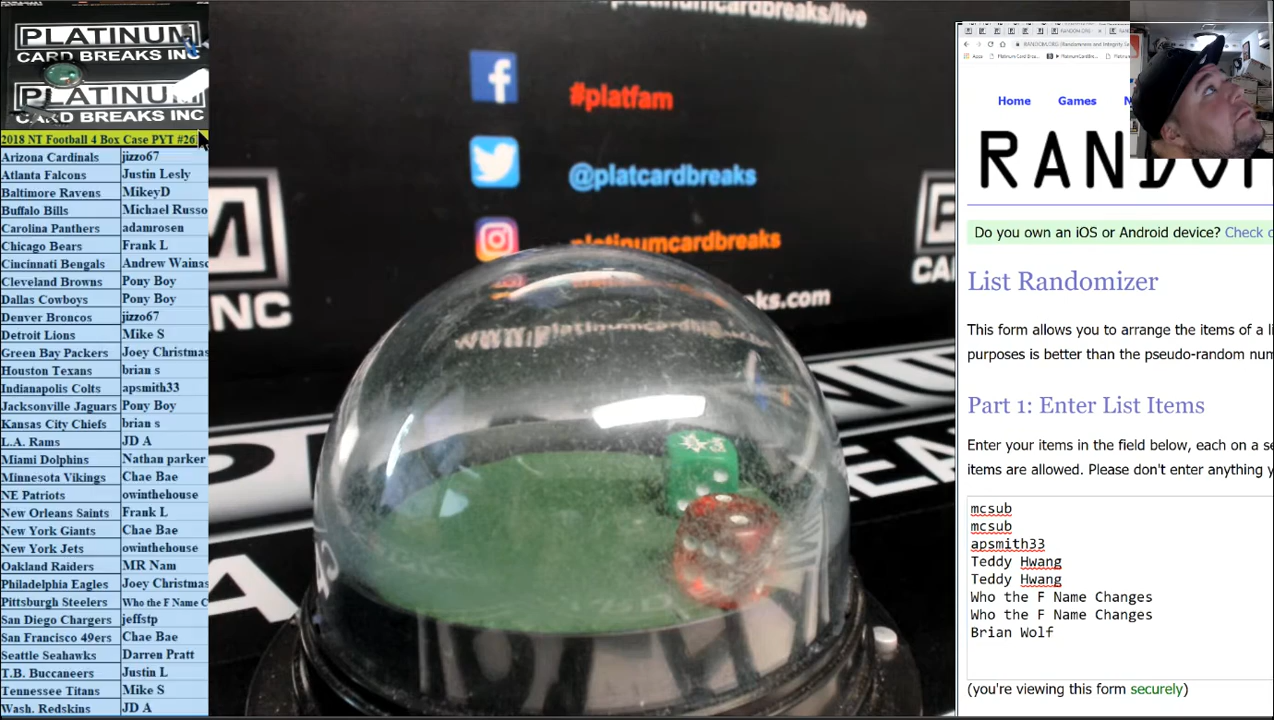 PLATINUM
CARD BREAKS INC
PLATINUM
CARD BREAKS INC
2018 NT Football 4 Box Case PYT #26
Arizona Cardinals jizzo67
Atlanta Falcons Justin Lesly
Baltimore Ravens MikeyD
Buffalo Bills Michael Russo
Carolina Panthers adamrosen
Chicago Bears Frank L
Cincinnati Bengals Andrew Wainsc
Cleveland Browns Pony Boy
Dallas Cowboys Pony Boy
Denver Broncos jizzo67
Detroit Lions Mike S
Green Bay Packers Joey Christmas
Houston Texans brian s
Indianapolis Colts apsmith33
Jacksonville Jaguars Pony Boy
Kansas City Chiefs brian s
L.A. Rams JD A
Miami Dolphins Nathan parker
Minnesota Vikings Chae Bae
NE Patriots owinthehouse
New Orleans Saints Frank L
New York Giants Chae Bae
New York Jets owinthehouse
Oakland Raiders MR Nam
Philadelphia Eagles Joey Christmas
Pittsburgh Steelers Who the F Name C
San Diego Chargers jeffstp
San Francisco 49ers Chae Bae
Seattle Seahawks Darren Pratt
T.B. Buccaneers Justin L
Tennessee Titans Mike S
Wash. Redskins JD A
platinumcardbreaks/live
#platfam
@platcardbreaks
platinumcardbreaks
INC
Home Games
RANDOM
Do you own an iOS or Android device? Check
List Randomizer
This form allows you to arrange the items of a li
purposes is better than the pseudo-random num
Part 1: Enter List Items
Enter your items in the field below, each on a se
items are allowed. Please don't enter anything y
mcsub
mcsub
apsmith33
Teddy Hwang
Teddy Hwang
Who the F Name Changes
Who the F Name Changes
Brian Wolf
(you're viewing this form securely)